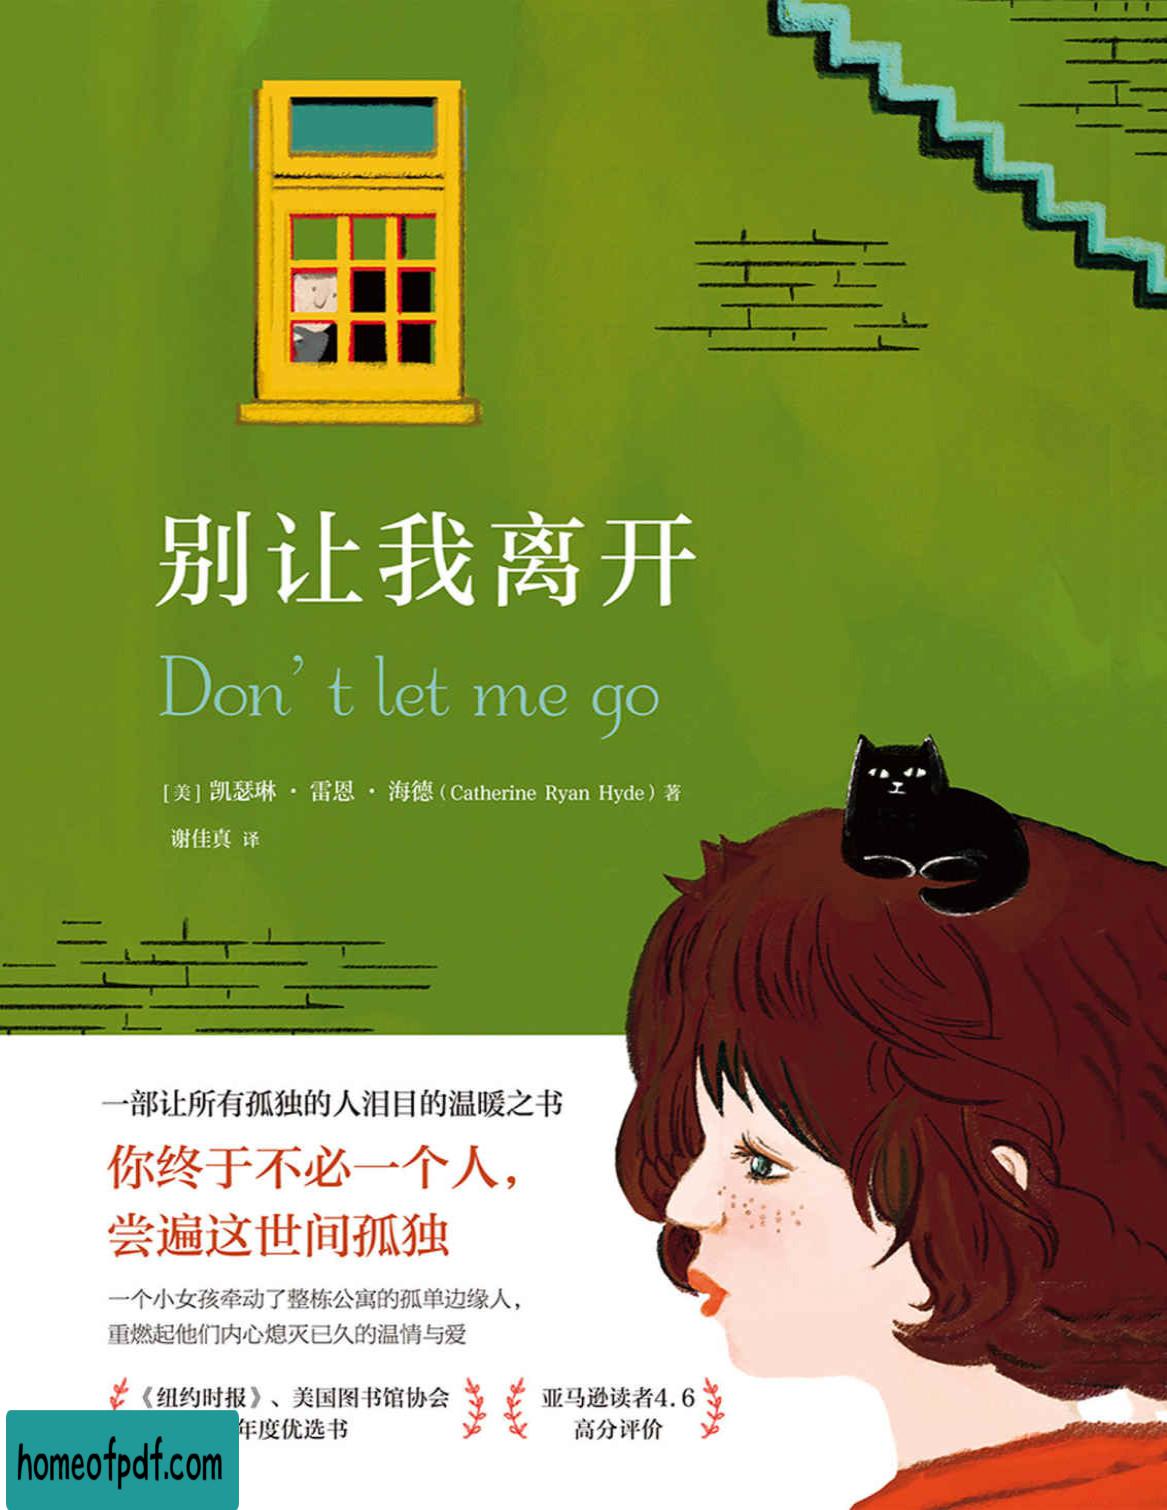 别让我离开
Don't let me go
[美] 凯瑟琳·雷恩·海德(Catherine Ryan Hyde)著
谢佳真 译
一部让所有孤独的人泪目的温暖之书
你终于不必一个人，
尝遍这世间孤独
一个小女孩牵动了整栋公寓的孤单边缘人，
重燃起他们内心熄灭已久的温情与爱
《纽约时报》、美国图书馆协会
年度优选书
亚马逊读者4.6
高分评价
homeofpdf.com